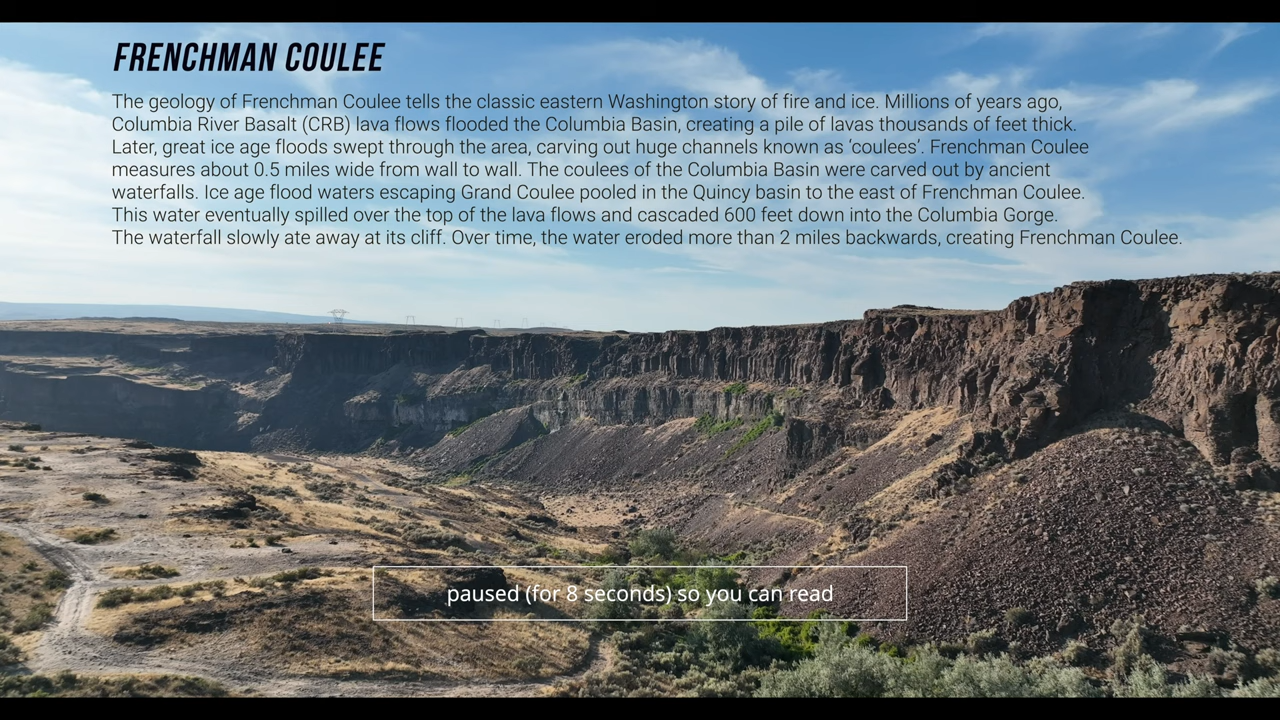 FRENCHMAN COULEE
The geology of Frenchman Coulee tells the classic eastern Washington story of fire and ice. Millions of years ago,
Columbia River Basalt (CRB) lava flows flooded the Columbia Basin, creating a pile of lavas thousands of feet thick.
Later, great ice age floods swept through the area, carving out huge channels known as ‘coulees’. Frenchman Coulee
measures about 0.5 miles wide from wall to wall. The coulees of the Columbia Basin were carved out by ancient
waterfalls. Ice age flood waters escaping Grand Coulee pooled in the Quincy basin to the east of Frenchman Coulee.
This water eventually spilled over the top of the lava flows and cascaded 600 feet down into the Columbia Gorge.
The waterfall slowly ate away at its cliff. Over time, the water eroded more than 2 miles backwards, creating Frenchman Coulee.
paused (for 8 seconds) so you can read